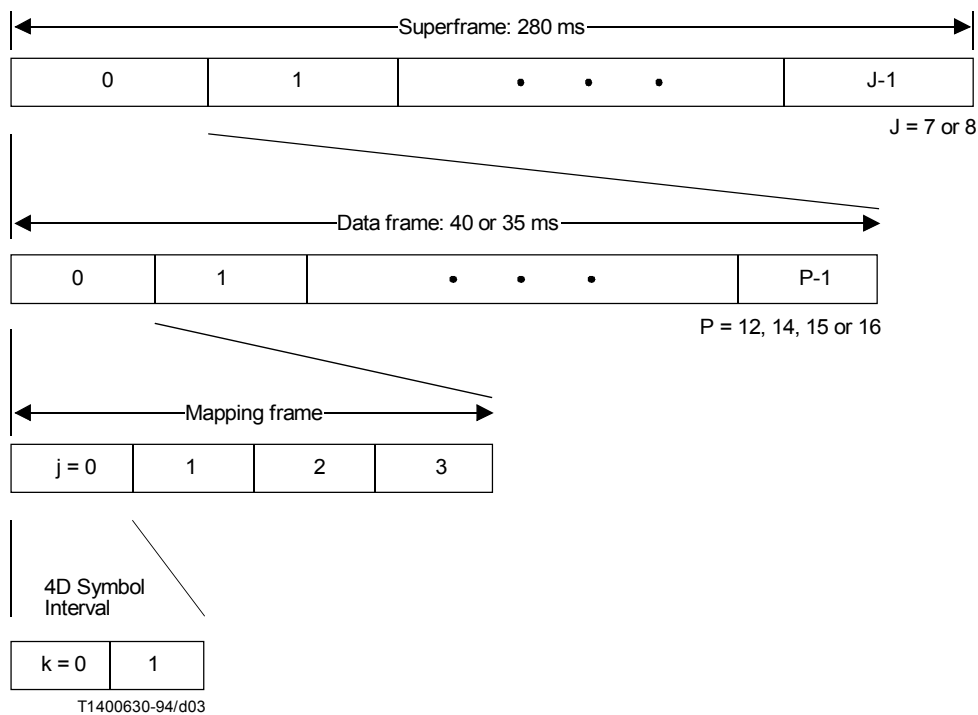 Superframe: 280 ms
0 1 • • • J-1
J = 7 or 8
Data frame: 40 or 35 ms
0 1 • • • P-1
P = 12, 14, 15 or 16
Mapping frame
j = 0 1 2 3
4D Symbol
Interval
k = 0 1
T1400630-94/d03